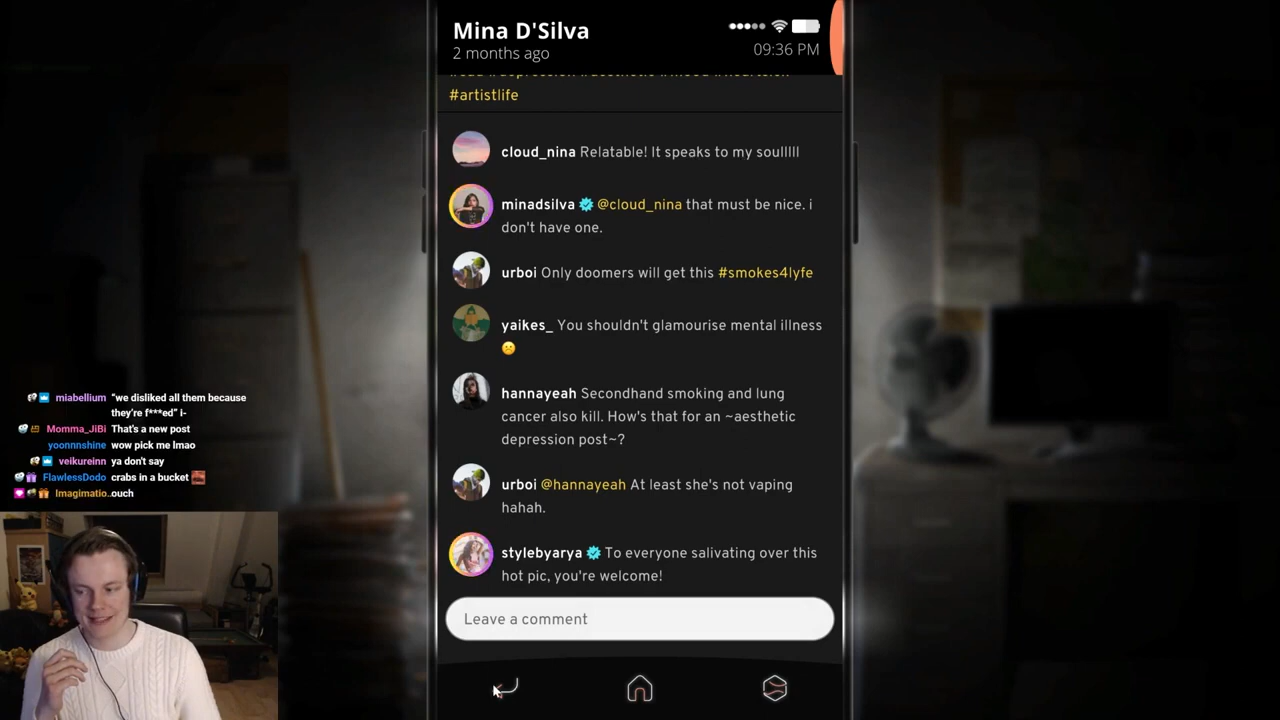 Mina D'Silva
2 months ago
09:36 PM
#artistlife
cloud_nina Relatable! It speaks to my soulllll
minadsilva @cloud_nina that must be nice. i
don't have one.
urboi Only doomers will get this #smokes4lyfe
yaikes_ You shouldn't glamourise mental illness
hannayeah Secondhand smoking and lung
cancer also kill. How's that for an ~aesthetic
depression post~?
urboi @hannayeah At least she's not vaping
hahah.
stylebyarya To everyone salivating over this
hot pic, you're welcome!
Leave a comment
miabellium "we disliked all them because
they're f***ed" i-
Momma_JiBi That's a new post
yoonnnshine wow pick me lmao
veikureinn ya don't say
FlawlessDodo crabs in a bucket
Imagimatio.. ouch